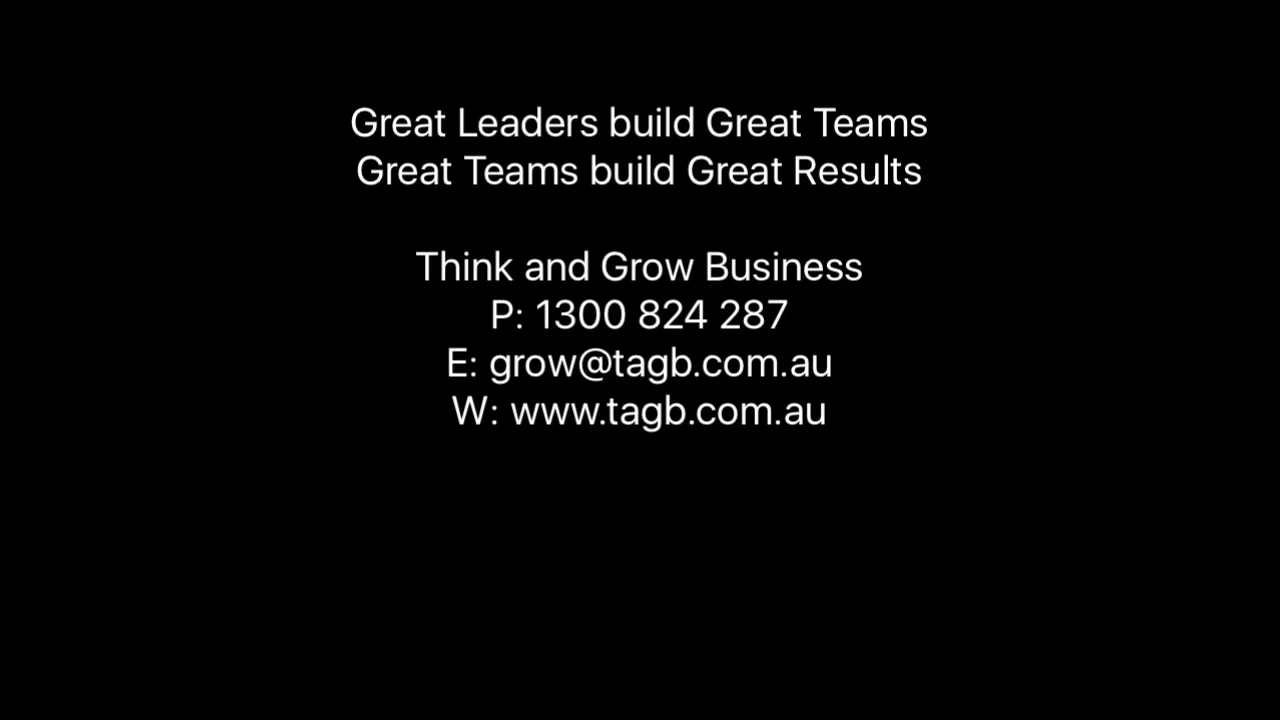 Great Leaders build Great Teams
Great Teams build Great Results
Think and Grow Business
P: 1300 824 287
E: grow@tagb.com.au
W: www.tagb.com.au